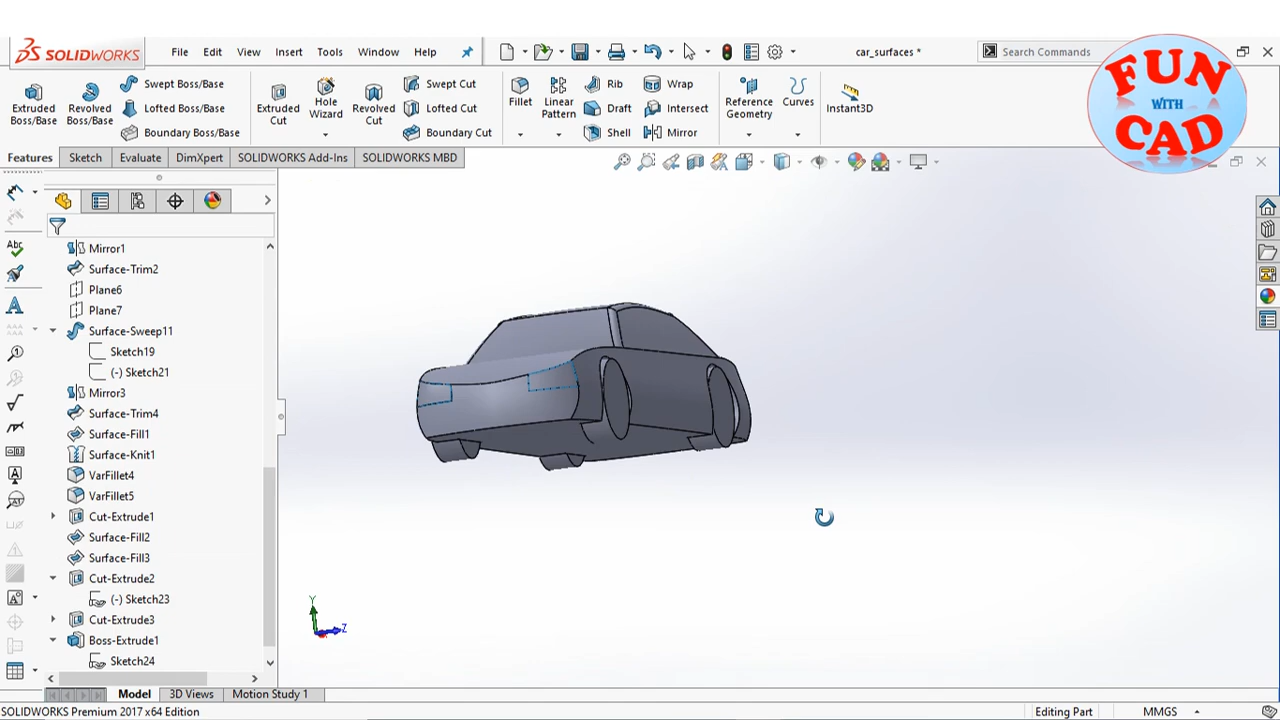 SOLIDWORKS
File Edit View Insert Tools Window Help
car_surfaces *
Search Commands
FUN
WITH
CAD
Extruded Boss/Base
Revolved Boss/Base
Swept Boss/Base
Lofted Boss/Base
Boundary Boss/Base
Extruded Cut
Hole Wizard
Revolved Cut
Swept Cut
Lofted Cut
Boundary Cut
Fillet
Linear Pattern
Rib
Draft
Shell
Wrap
Intersect
Mirror
Reference Geometry
Curves
Instant3D
Features Sketch Evaluate DimXpert SOLIDWORKS Add-Ins SOLIDWORKS MBD
Abc
Mirror1
Surface-Trim2
Plane6
Plane7
Surface-Sweep11
Sketch19
(-) Sketch21
Mirror3
Surface-Trim4
Surface-Fill1
Surface-Knit1
VarFillet4
VarFillet5
Cut-Extrude1
Surface-Fill2
Surface-Fill3
Cut-Extrude2
(-) Sketch23
Cut-Extrude3
Boss-Extrude1
Sketch24
Y
Z
Model 3D Views Motion Study 1
SOLIDWORKS Premium 2017 x64 Edition
Editing Part
MMGS